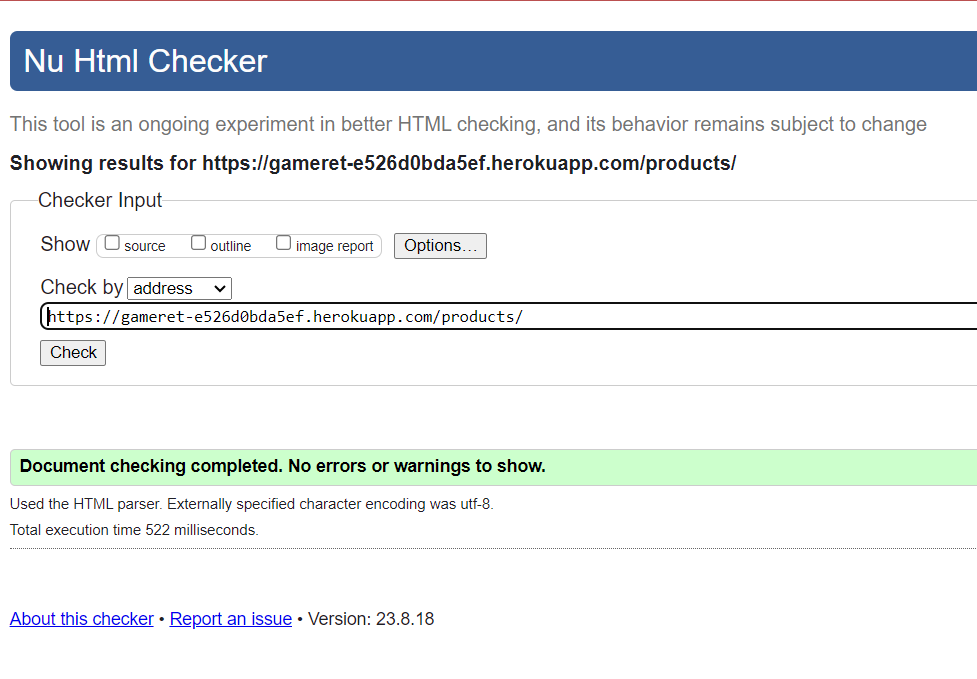 Nu Html Checker
This tool is an ongoing experiment in better HTML checking, and its behavior remains subject to change
Showing results for https://gameret-e526d0bda5ef.herokuapp.com/products/
Checker Input
Show source outline image report Options…
Check by address
https://gameret-e526d0bda5ef.herokuapp.com/products/
Check
Document checking completed. No errors or warnings to show.
Used the HTML parser. Externally specified character encoding was utf-8.
Total execution time 522 milliseconds.
About this checker • Report an issue • Version: 23.8.18